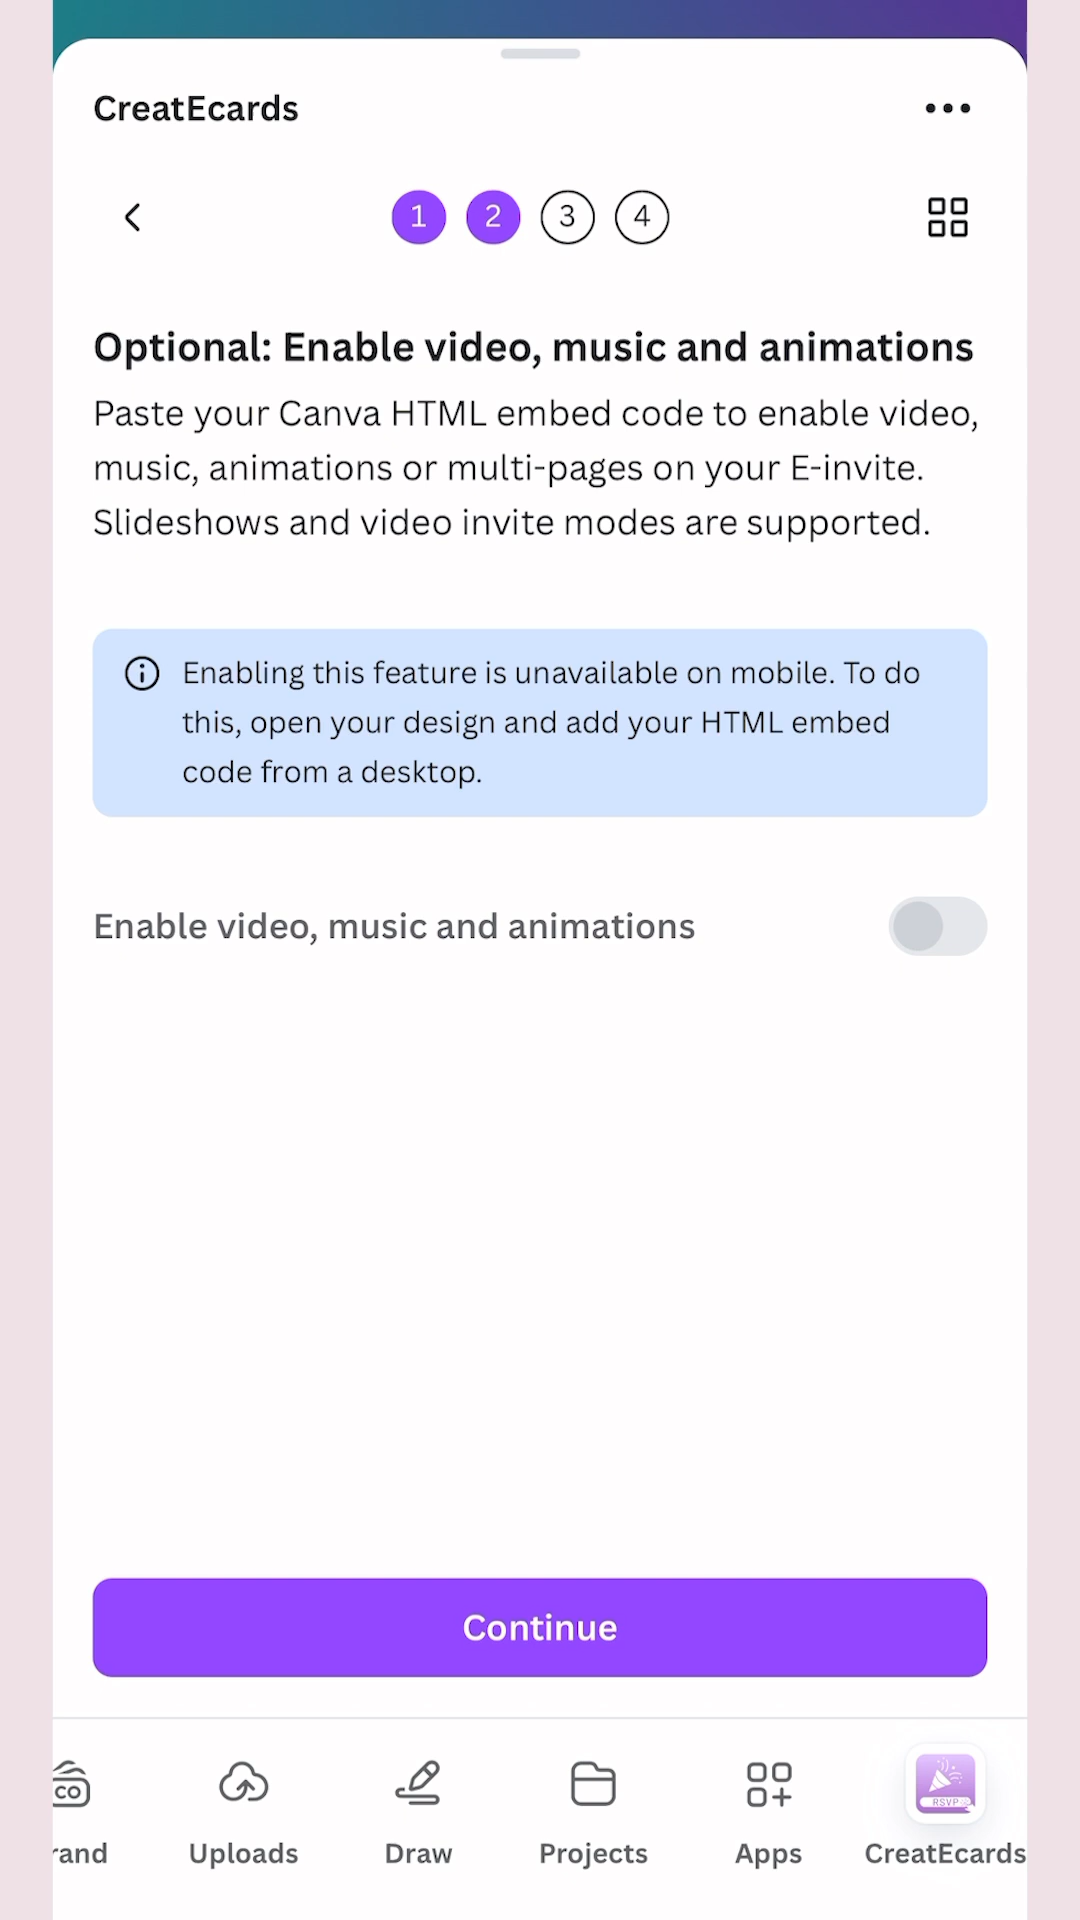 CreatEcards
1 2 3 4
Optional: Enable video, music and animations
Paste your Canva HTML embed code to enable video,
music, animations or multi-pages on your E-invite.
Slideshows and video invite modes are supported.
Enabling this feature is unavailable on mobile. To do
this, open your design and add your HTML embed
code from a desktop.
Enable video, music and animations
Continue
CO
RSVP
rand Uploads Draw Projects Apps CreatEcards